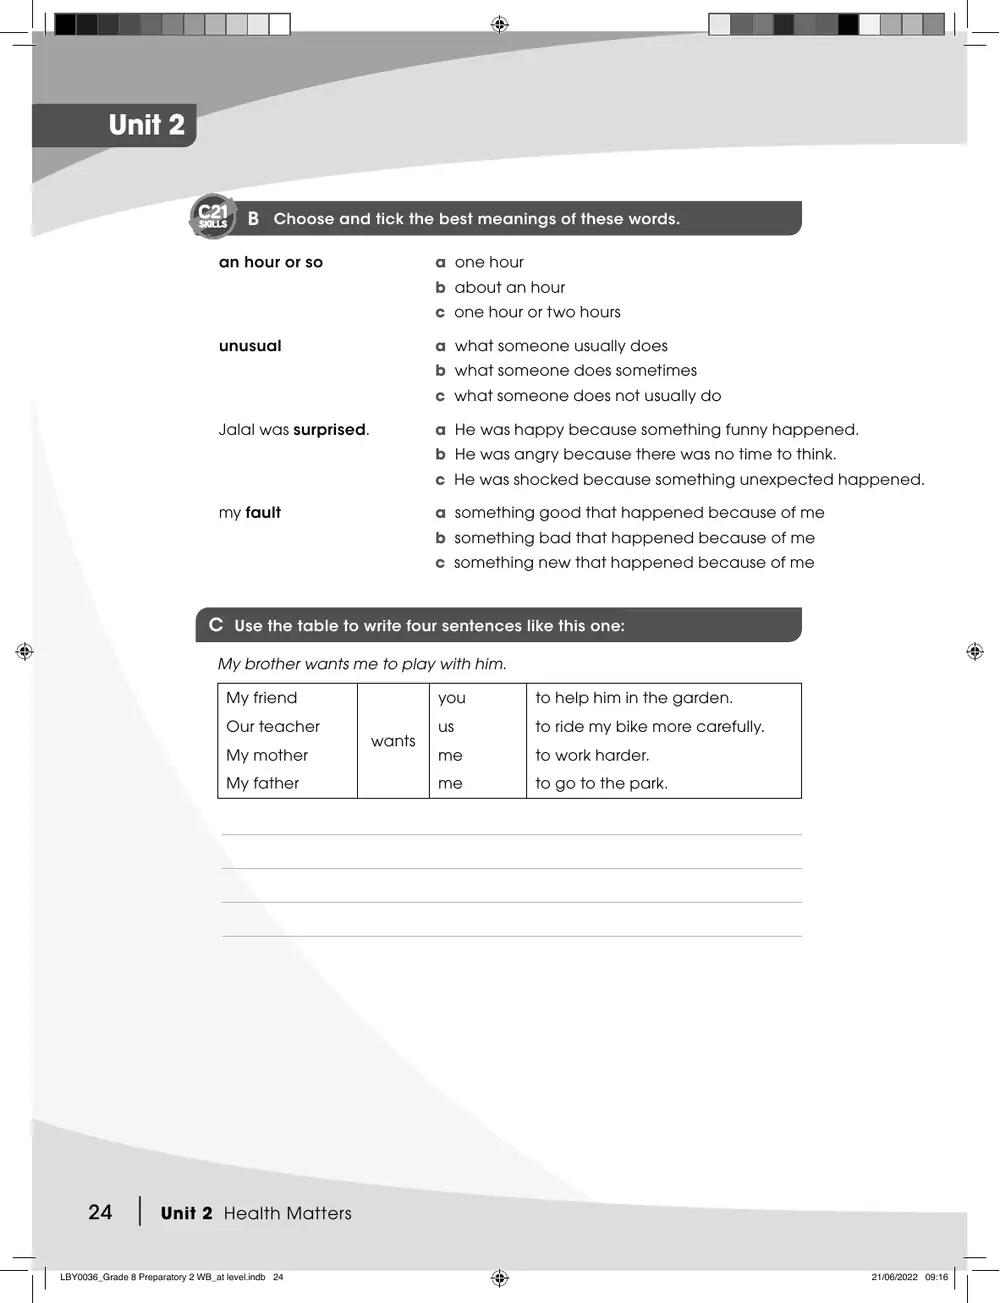 Unit 2
C21
SKILLS
B Choose and tick the best meanings of these words.
an hour or so a one hour
b about an hour
c one hour or two hours
unusual a what someone usually does
b what someone does sometimes
c what someone does not usually do
Jalal was surprised. a He was happy because something funny happened.
b He was angry because there was no time to think.
c He was shocked because something unexpected happened.
my fault a something good that happened because of me
b something bad that happened because of me
c something new that happened because of me
C Use the table to write four sentences like this one:
My brother wants me to play with him.
My friend you to help him in the garden.
Our teacher us to ride my bike more carefully.
wants
My mother me to work harder.
My father me to go to the park.
24 Unit 2 Health Matters
LBY0036_Grade 8 Preparatory 2 WB_at level.indb 24 21/06/2022 09:16